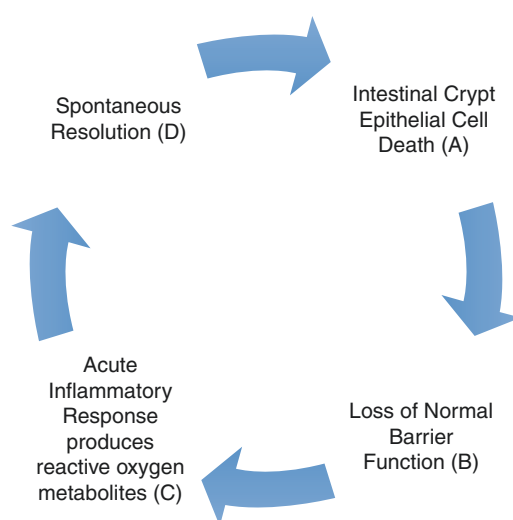 Spontaneous
Resolution (D)
Intestinal Crypt
Epithelial Cell
Death (A)
Loss of Normal
Barrier
Function (B)
Acute
Inflammatory
Response
produces
reactive oxygen
metabolites (C)